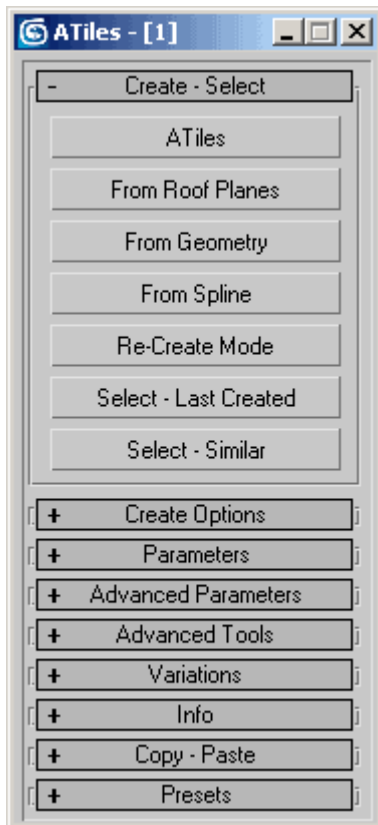 ATiles - [1]
- Create - Select
ATiles
From Roof Planes
From Geometry
From Spline
Re-Create Mode
Select - Last Created
Select - Similar
+ Create Options
+ Parameters
+ Advanced Parameters
+ Advanced Tools
+ Variations
+ Info
+ Copy - Paste
+ Presets